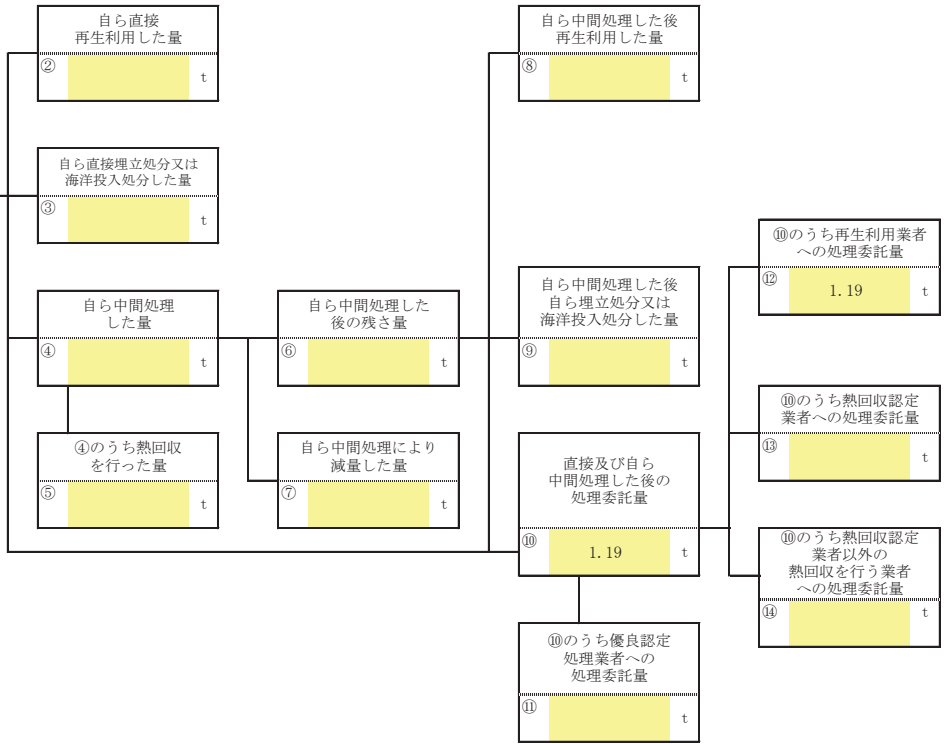 自ら直接
再生利用した量
②
t
自ら直接埋立処分又は
海洋投入処分した量
③
t
自ら中間処理
した量
④
t
④のうち熱回収
を行った量
⑤
t
自ら中間処理した
後の残さ量
⑥
t
自ら中間処理により
減量した量
⑦
t
自ら中間処理した後
再生利用した量
⑧
t
自ら中間処理した後
自ら埋立処分又は
海洋投入処分した量
⑨
t
直接及び自ら
中間処理した後の
処理委託量
⑩ 1.19 t
⑩のうち優良認定
処理業者への
処理委託量
⑪
t
⑩のうち再生利用業者
への処理委託量
⑫ 1.19 t
⑩のうち熱回収認定
業者への処理委託量
⑬
t
⑩のうち熱回収認定
業者以外の
熱回収を行う業者
への処理委託量
⑭
t